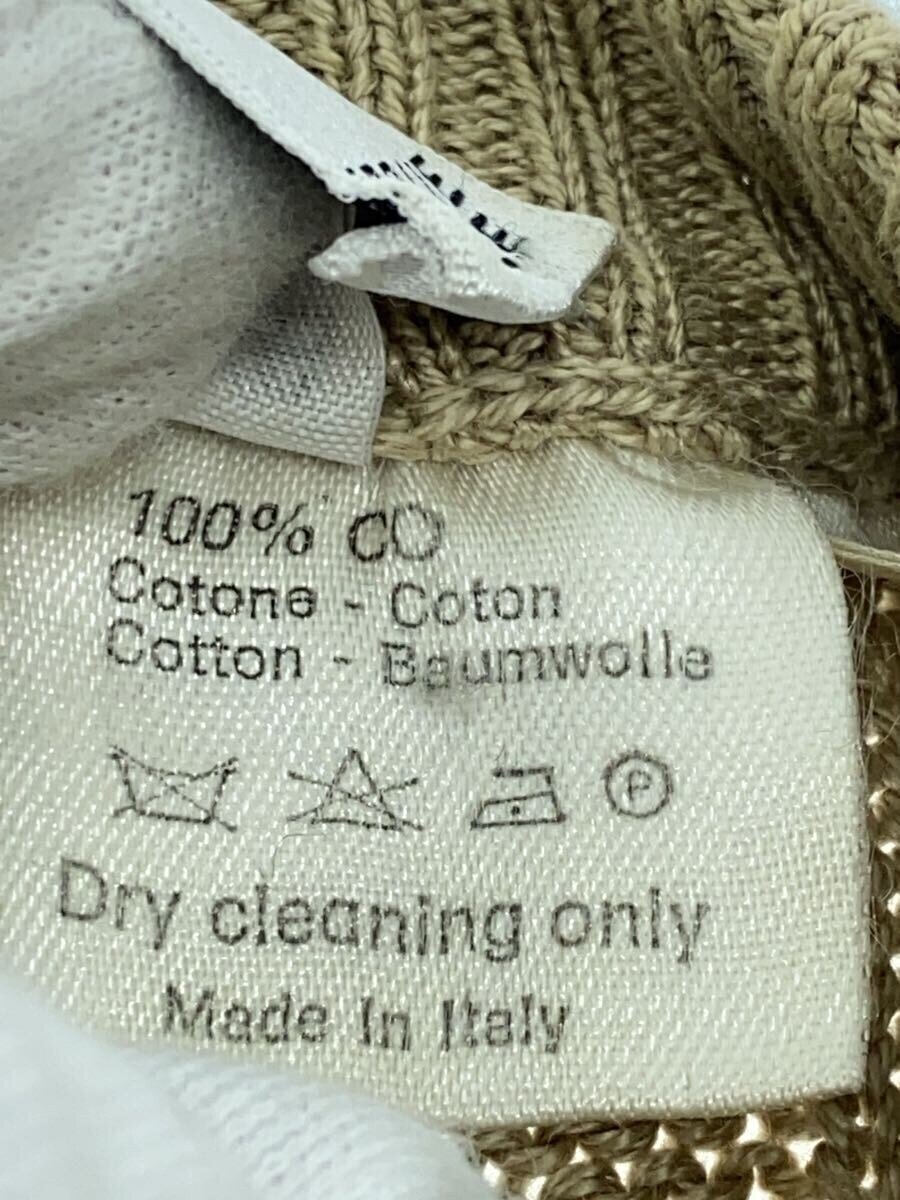 100% CO
Cotone - Coton
Cotton - Baumwolle
P
Dry cleaning only
Made in Italy